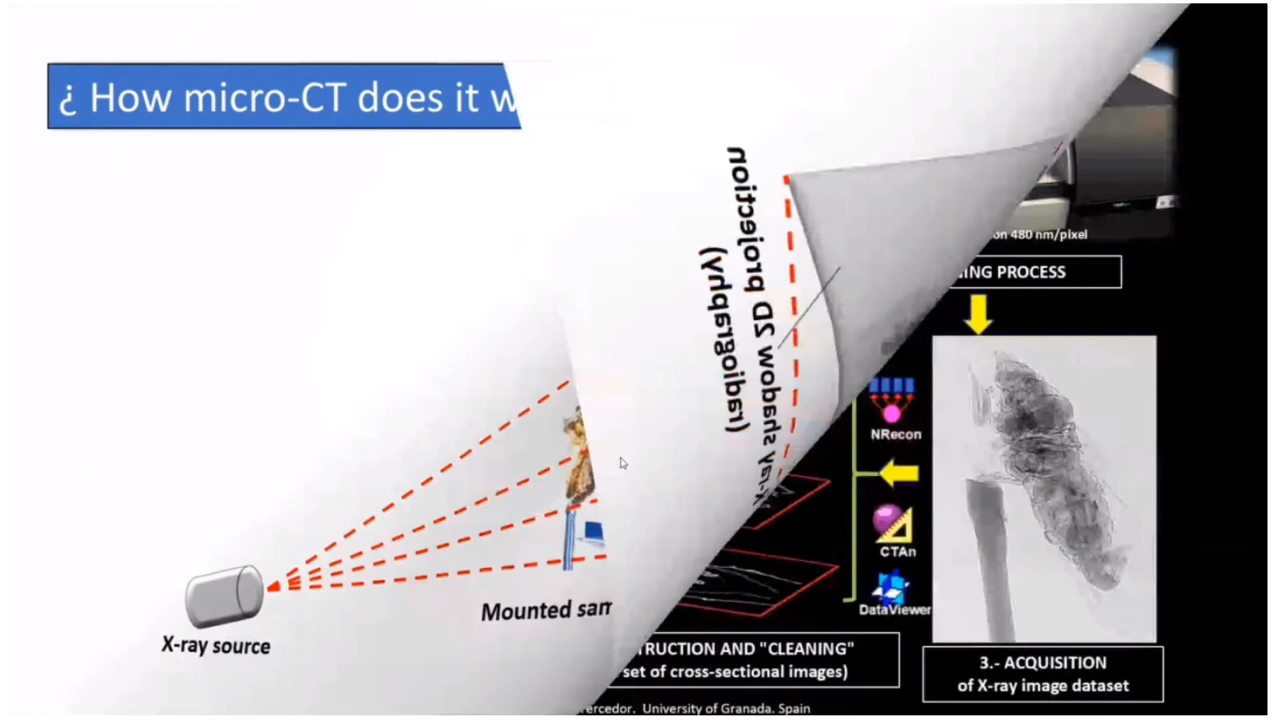 ¿ How micro-CT does it w
X-ray shadow 2D projection
(radiography)
X-ray source
Mounted sam
on 480 nm/pixel
ING PROCESS
NRecon
CTAn
DataViewer
TRUCTION AND "CLEANING"
set of cross-sectional images)
3.- ACQUISITION
of X-ray image dataset
ercedor. University of Granada. Spain